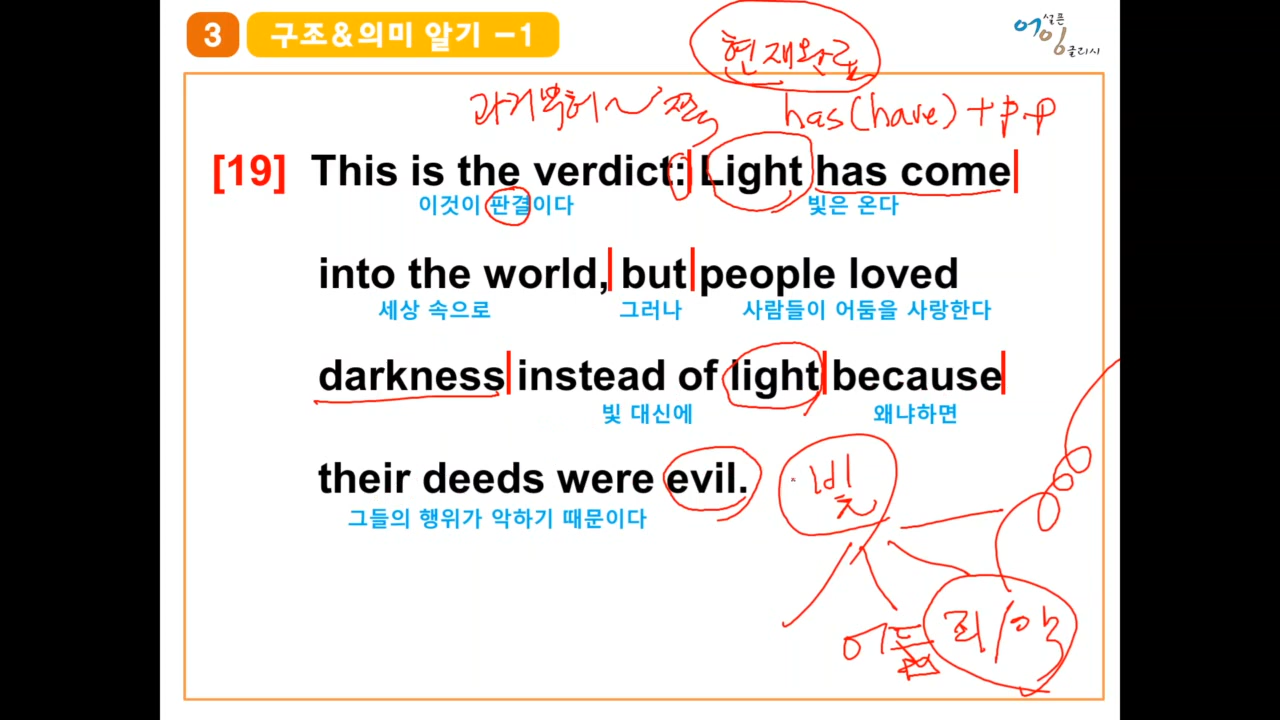 3 구조&의미 알기 –1
어설픈 잉글리시
현재완료
과거부터~쭉
has(have)+p.p
[19] This is the verdict: Light has come
이것이 판결이다 빛은 온다
into the world, but people loved
세상 속으로 그러나 사람들이 어둠을 사랑한다
darkness instead of light because
빛 대신에 왜냐하면
their deeds were evil.
그들의 행위가 악하기 때문이다
빛
어둠
죄/악